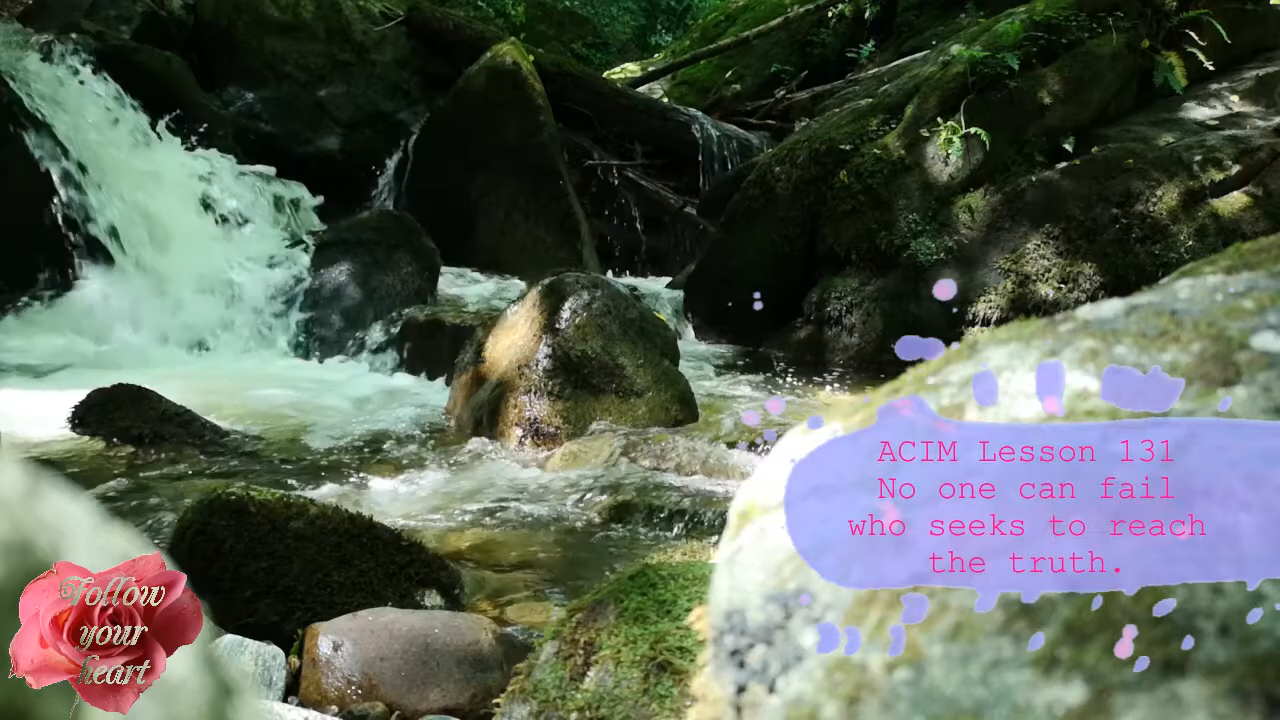 ACIM Lesson 131
No one can fail
who seeks to reach
the truth.
Follow
your
heart